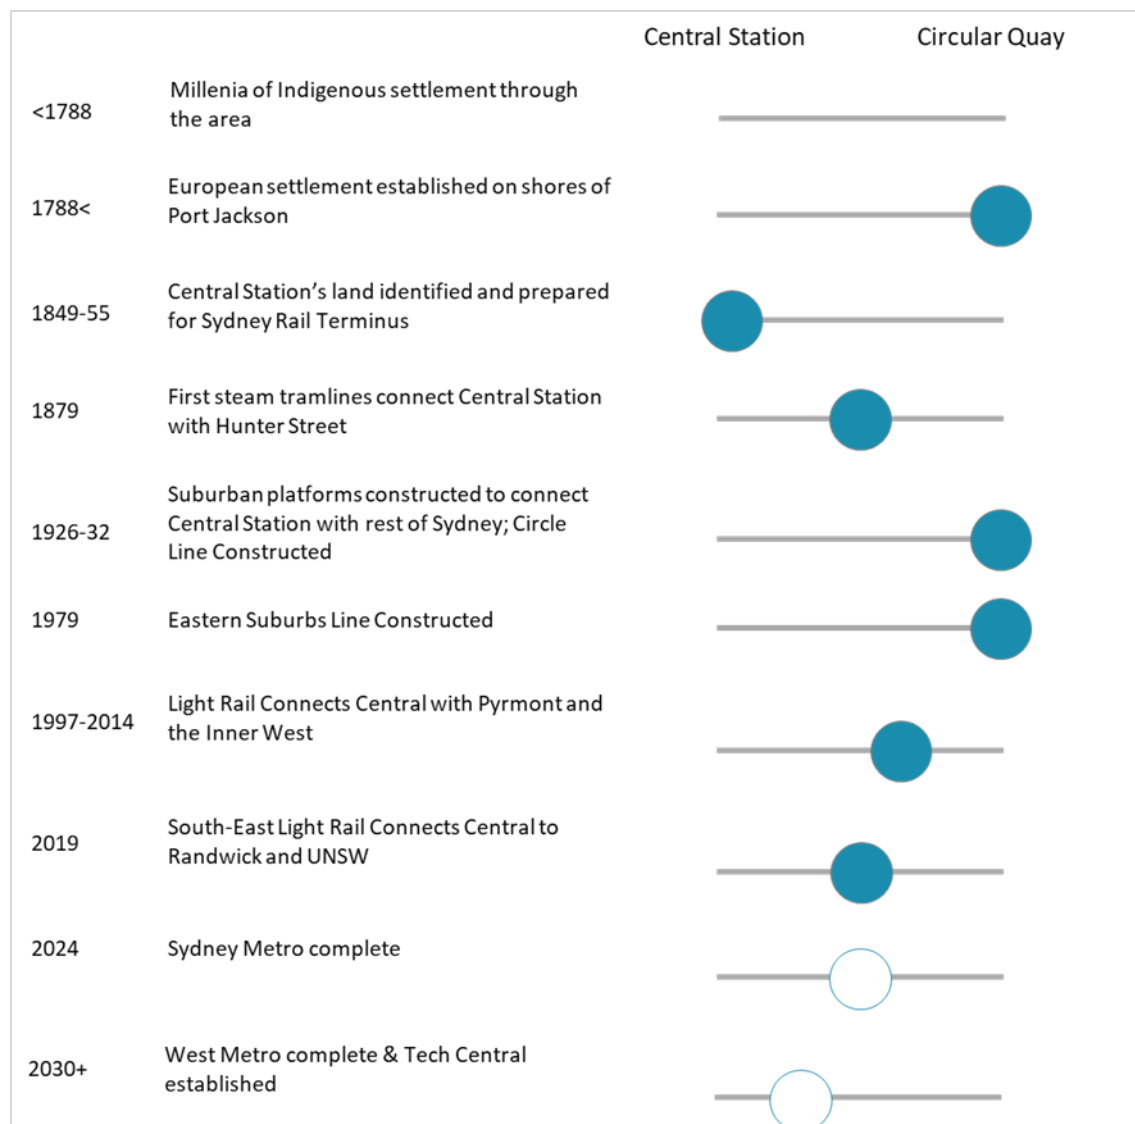 Central Station Circular Quay
<1788
Millenia of Indigenous settlement through
the area
1788<
European settlement established on shores of
Port Jackson
1849-55
Central Station's land identified and prepared
for Sydney Rail Terminus
1879
First steam tramlines connect Central Station
with Hunter Street
1926-32
Suburban platforms constructed to connect
Central Station with rest of Sydney; Circle
Line Constructed
1979
Eastern Suburbs Line Constructed
1997-2014
Light Rail Connects Central with Pyrmont and
the Inner West
2019
South-East Light Rail Connects Central to
Randwick and UNSW
2024
Sydney Metro complete
2030+
West Metro complete & Tech Central
established